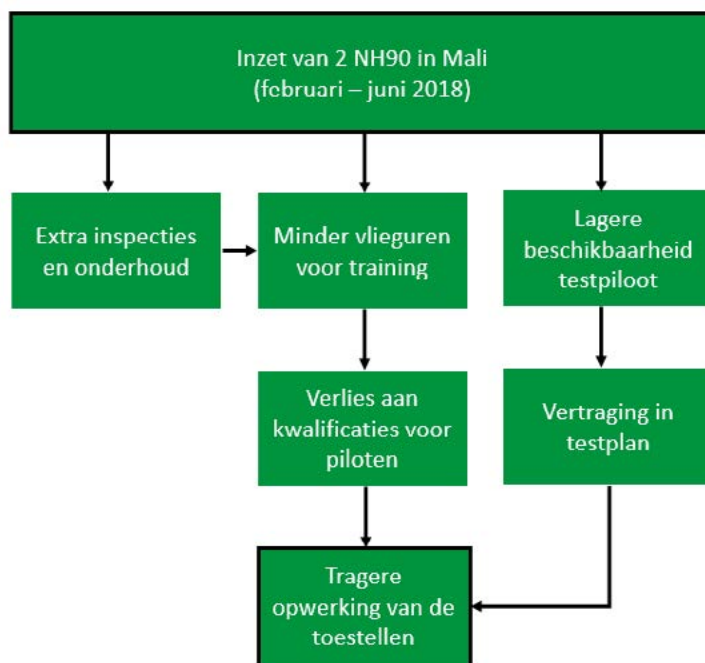 Inzet van 2 NH90 in Mali
(februari – juni 2018)
Extra inspecties
en onderhoud
Minder vlieguren
voor training
Lagere
beschikbaarheid
testpiloot
Verlies aan
kwalificaties voor
piloten
Vertraging in
testplan
Tragere
opwerking van de
toestellen